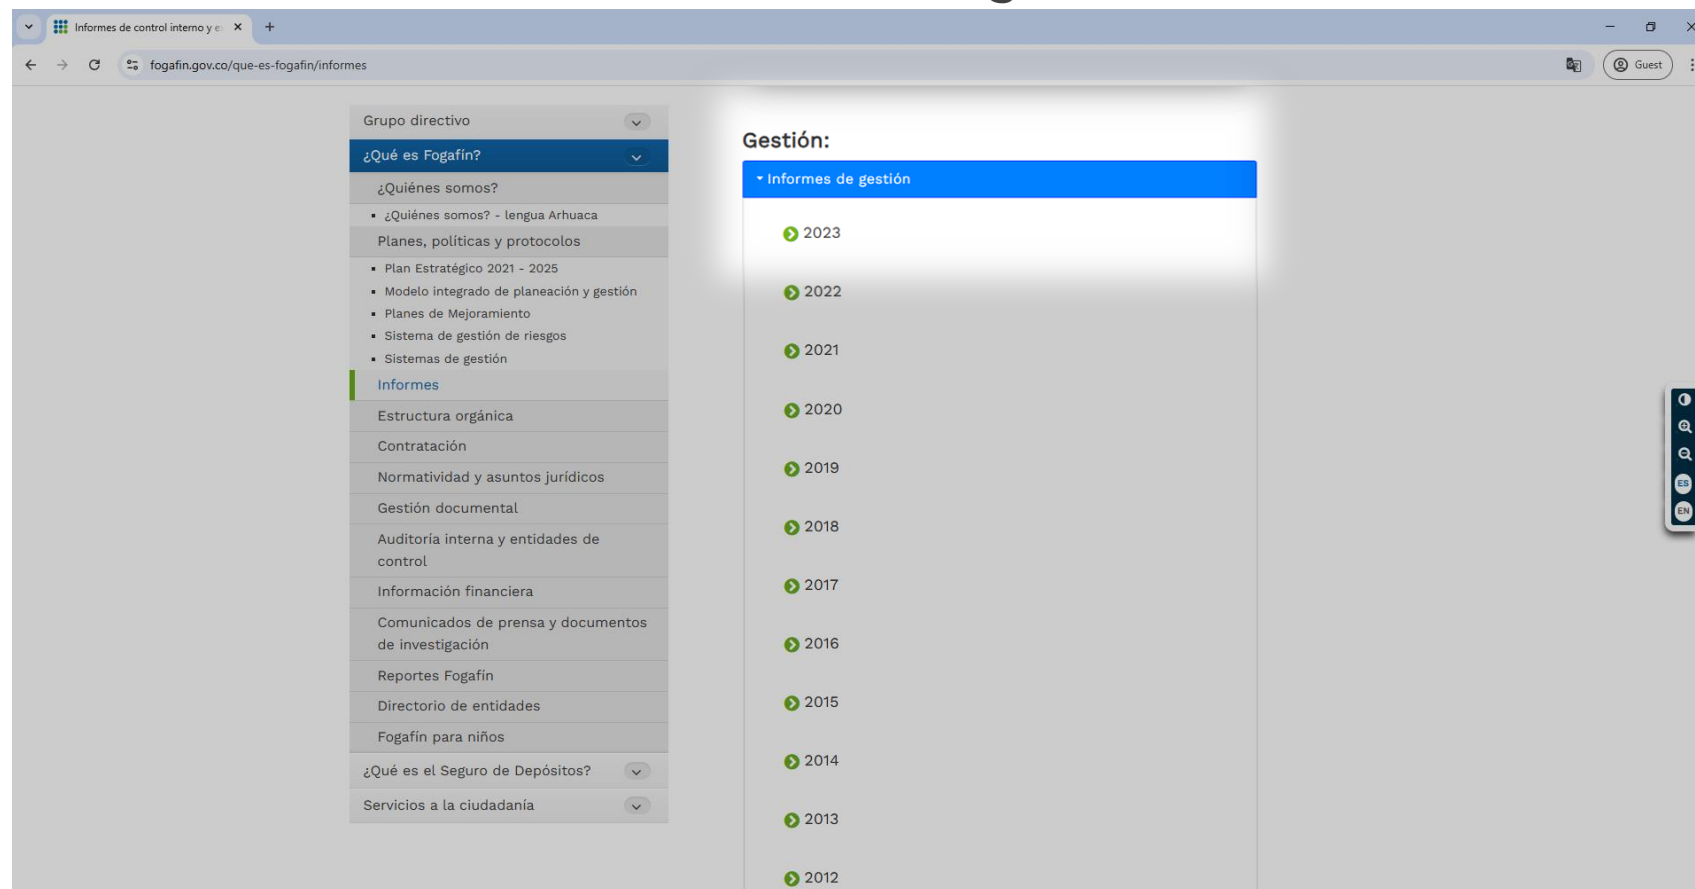 Informes de control interno y e
fogafin.gov.co/que-es-fogafin/informes
Guest
Grupo directivo
¿Qué es Fogafín?
¿Quiénes somos?
¿Quiénes somos? - lengua Arhuaca
Planes, políticas y protocolos
Plan Estratégico 2021 - 2025
Modelo integrado de planeación y gestión
Planes de Mejoramiento
Sistema de gestión de riesgos
Sistemas de gestión
Informes
Estructura orgánica
Contratación
Normatividad y asuntos jurídicos
Gestión documental
Auditoría interna y entidades de
control
Información financiera
Comunicados de prensa y documentos
de investigación
Reportes Fogafín
Directorio de entidades
Fogafín para niños
¿Qué es el Seguro de Depósitos?
Servicios a la ciudadanía
Gestión:
Informes de gestión
2023
2022
2021
2020
2019
2018
2017
2016
2015
2014
2013
2012
ES
EN